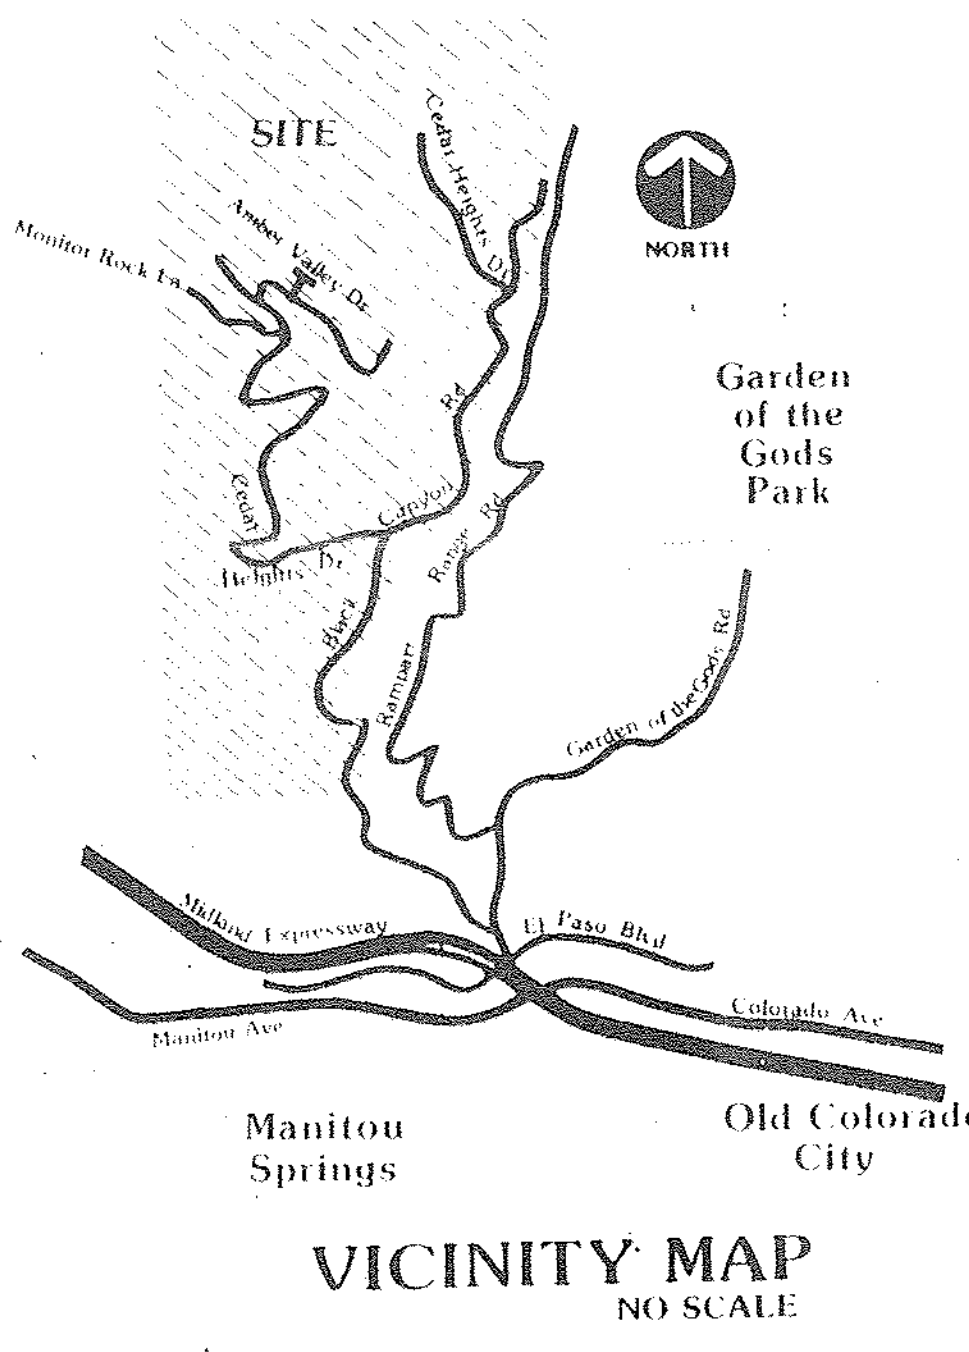 SITE
Cedar Heights Dr.
NORTH
Monitor Rock La.
Amber Valley Dr.
Garden
of the
Gods
Park
Rd
Canyon
Black
Cedar
Heights Dr.
Rampart Range Rd
Garden of the Gods Rd
Midland Expressway
El Paso Blvd
Manitou Ave
Colorado Ave
Manitou
Springs
Old Colorado
City
VICINITY MAP
NO SCALE